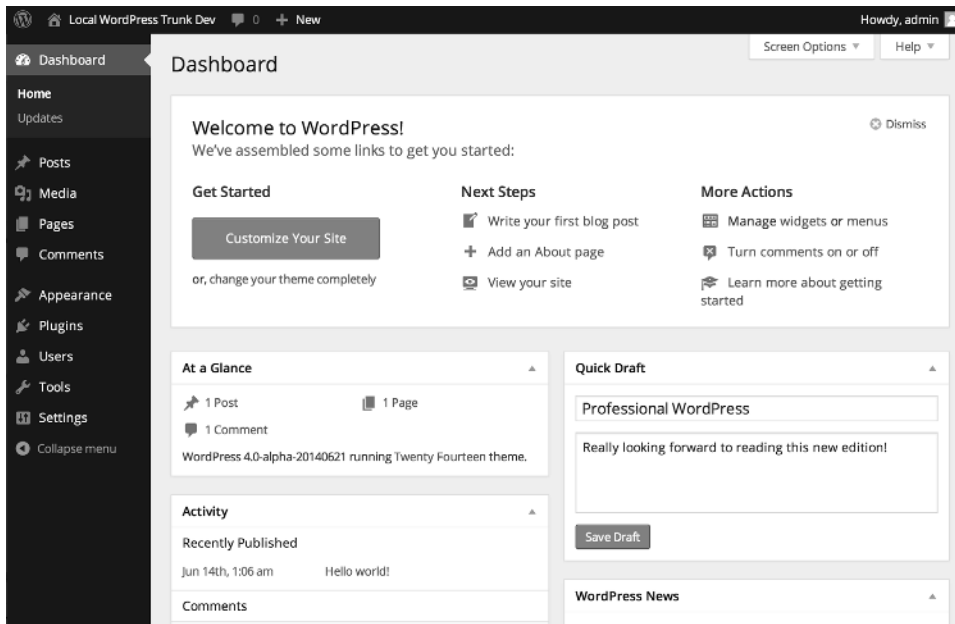 Local WordPress Trunk Dev 0 + New Howdy, admin
Screen Options Help
Dashboard
Home
Updates
Posts
Media
Pages
Comments
Appearance
Plugins
Users
Tools
Settings
Collapse menu
Dashboard
Welcome to WordPress!
Dismiss
We've assembled some links to get you started:
Get Started
Customize Your Site
or, change your theme completely
Next Steps
Write your first blog post
Add an About page
View your site
More Actions
Manage widgets or menus
Turn comments on or off
Learn more about getting
started
At a Glance
1 Post 1 Page
1 Comment
WordPress 4.0-alpha-20140621 running Twenty Fourteen theme.
Activity
Recently Published
Jun 14th, 1:06 am Hello world!
Comments
Quick Draft
Professional WordPress
Really looking forward to reading this new edition!
Save Draft
WordPress News